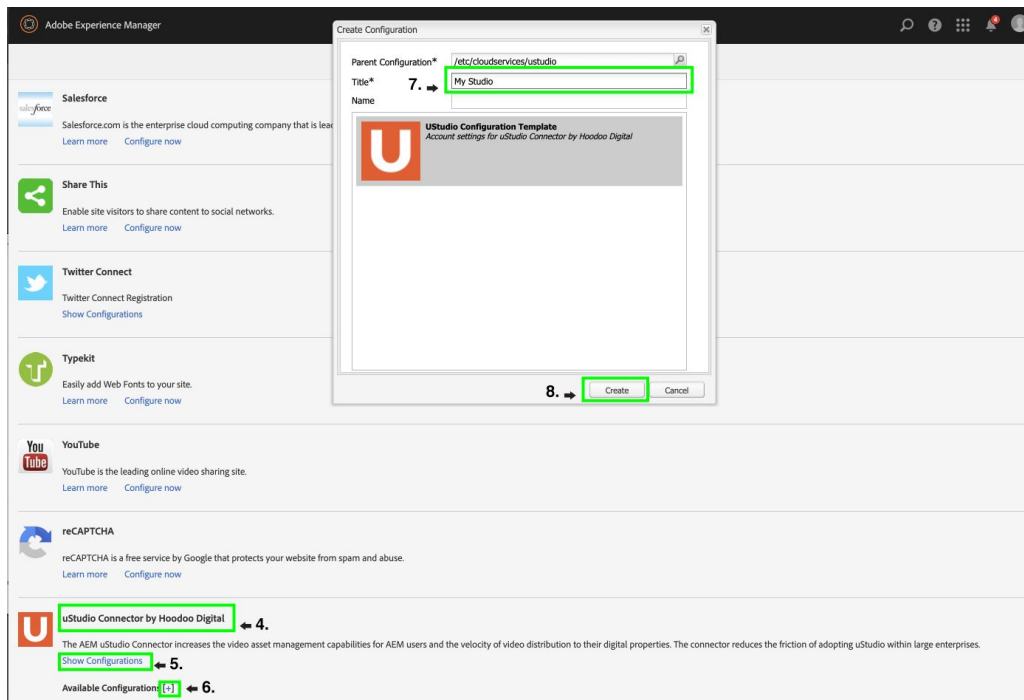 Adobe Experience Manager
4
Create Configuration
Parent Configuration*
/etc/cloudservices/ustudio
Title*
7.
My Studio
Name
U
UStudio Configuration Template
Account settings for uStudio Connector by Hoodoo Digital
8.
Create
Cancel
salesforce
Salesforce
Salesforce.com is the enterprise cloud computing company that is
Learn more Configure now
Share This
Enable site visitors to share content to social networks.
Learn more Configure now
Twitter Connect
Twitter Connect Registration
Show Configurations
Typekit
Easily add Web Fonts to your site.
Learn more Configure now
You
Tube
YouTube
YouTube is the leading online video sharing site.
Learn more Configure now
reCAPTCHA
reCAPTCHA is a free service by Google that protects your website from spam and abuse.
Learn more Configure now
U
uStudio Connector by Hoodoo Digital
4.
The AEM uStudio Connector increases the video asset management capabilities for AEM users and the velocity of video distribution to their digital properties. The connector reduces the friction of adopting uStudio within large enterprises.
Show Configurations
5.
Available Configurations [+]
6.